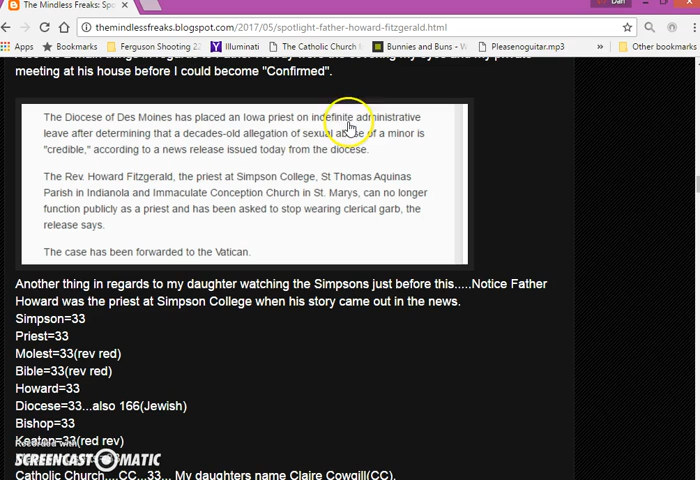 The Mindless Freaks: Spo
Dan
themindlessfreaks.blogspot.com/2017/05/spotlight-father-howard-fitzgerald.html
Apps Bookmarks Ferguson Shooting 22 Illuminati The Catholic Church Bunnies and Buns - Pleasenoguitar.mp3 » Other bookmarks
meeting at his house before I could become "Confirmed".
The Diocese of Des Moines has placed an Iowa priest on indefinite administrative
leave after determining that a decades-old allegation of sexual abuse of a minor is
"credible," according to a news release issued today from the diocese.
The Rev. Howard Fitzgerald, the priest at Simpson College, St Thomas Aquinas
Parish in Indianola and Immaculate Conception Church in St. Marys, can no longer
function publicly as a priest and has been asked to stop wearing clerical garb, the
release says.
The case has been forwarded to the Vatican.
Another thing in regards to my daughter watching the Simpsons just before this.....Notice Father
Howard was the priest at Simpson College when his story came out in the news.
Simpson=33
Priest=33
Molest=33(rev red)
Bible=33(rev red)
Howard=33
Diocese=33...also 166(Jewish)
Bishop=33
Keaton=33(red rev)
Recorded with
SCREENCAST-O-MATIC
Catholic Church....CC...33... My daughters name Claire Cowgill(CC).